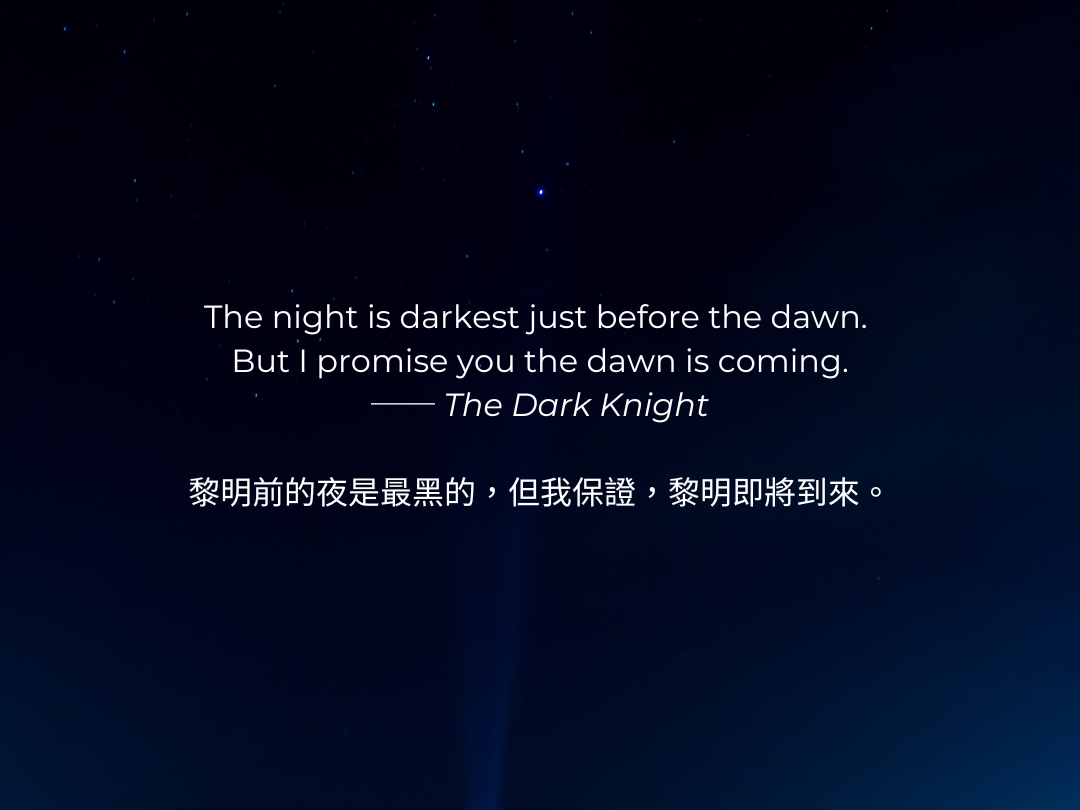 The night is darkest just before the dawn.
But I promise you the dawn is coming.
—— The Dark Knight
黎明前的夜是最黑的，但我保證，黎明即將到來。